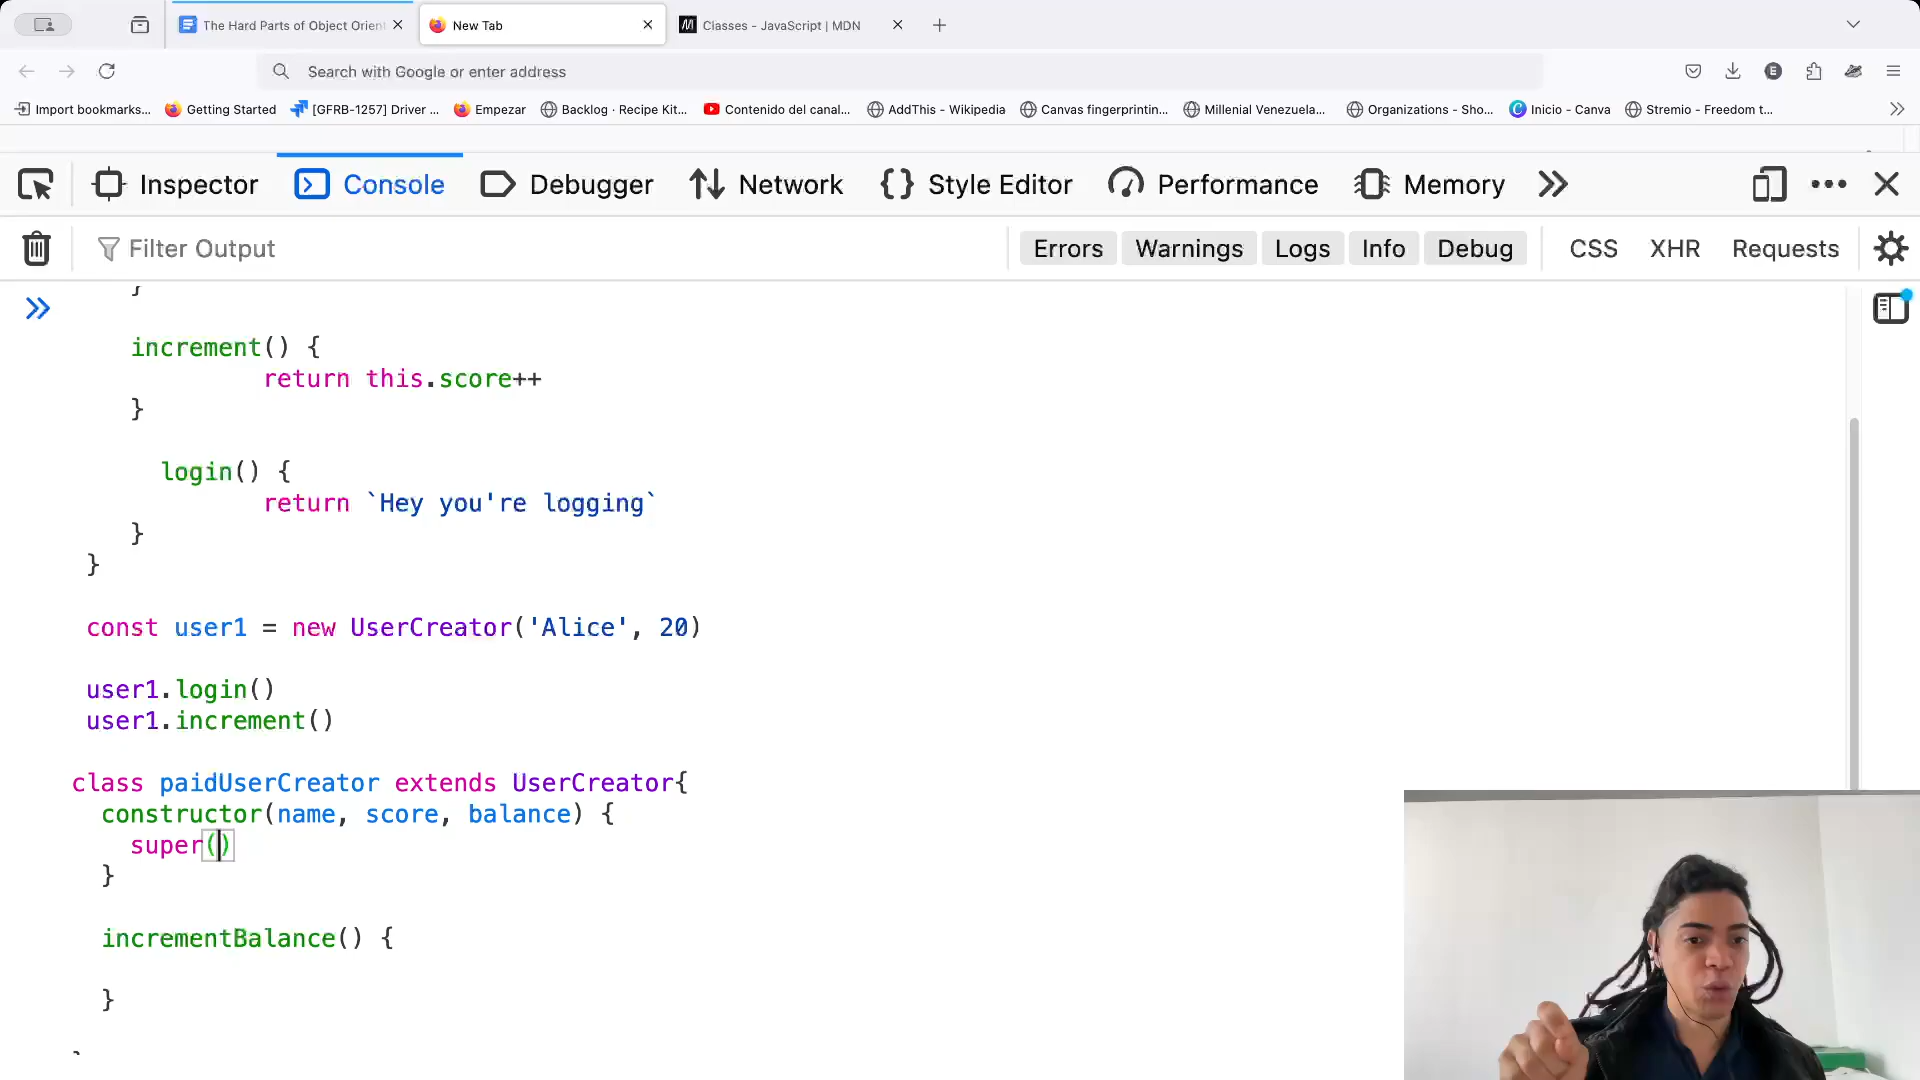 The Hard Parts of Object Orient
New Tab
Classes - JavaScript | MDN
Search with Google or enter address
E
Import bookmarks...
Getting Started
[GFRB-1257] Driver ...
Empezar
Backlog · Recipe Kit...
Contenido del canal...
AddThis - Wikipedia
Canvas fingerprintin...
Millenial Venezuela...
Organizations - Sho...
Inicio - Canva
Stremio - Freedom t...
Inspector
Console
Debugger
Network
Style Editor
Performance
Memory
Filter Output
Errors
Warnings
Logs
Info
Debug
CSS
XHR
Requests
}
increment() {
return this.score++
}
login() {
return `Hey you're logging`
}
}
const user1 = new UserCreator('Alice', 20)
user1.login()
user1.increment()
class paidUserCreator extends UserCreator{
constructor(name, score, balance) {
super()
}
incrementBalance() {
}